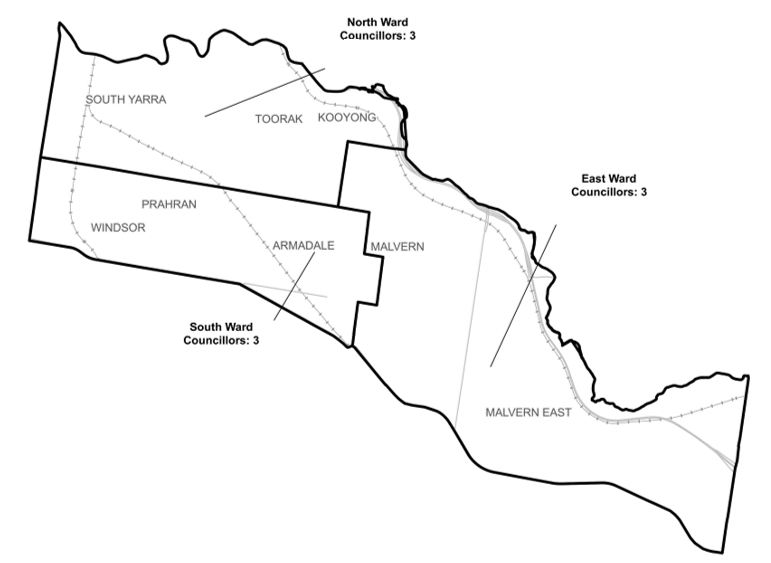 North Ward
Councillors: 3
SOUTH YARRA
TOORAK
KOOYONG
East Ward
Councillors: 3
PRAHRAN
WINDSOR
ARMADALE
MALVERN
South Ward
Councillors: 3
MALVERN EAST